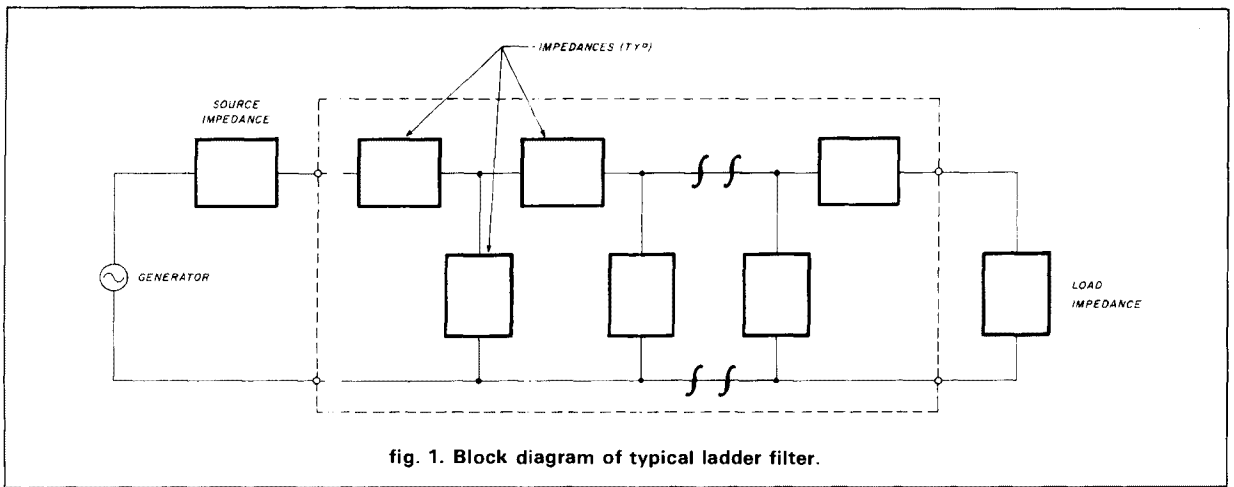 IMPEDANCES (TYP)
SOURCE
IMPEDANCE
GENERATOR
LOAD
IMPEDANCE
fig. 1. Block diagram of typical ladder filter.